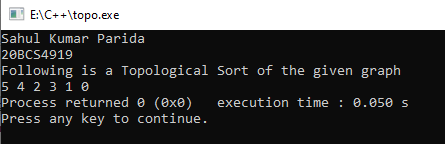 E:\C++\topo.exe
Sahul Kumar Parida
20BCS4919
Following is a Topological Sort of the given graph
5 4 2 3 1 0
Process returned 0 (0x0)   execution time : 0.050 s
Press any key to continue.